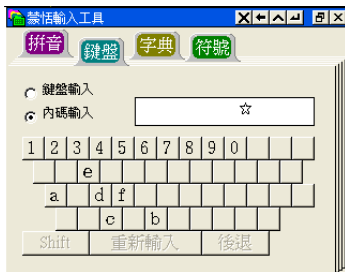 蒙恬輸入工具
拼音 鍵盤 字典 符號
鍵盤輸入
內碼輸入 ☆
1 2 3 4 5 6 7 8 9 0
e
a d f
c b
Shift 重新輸入 後退